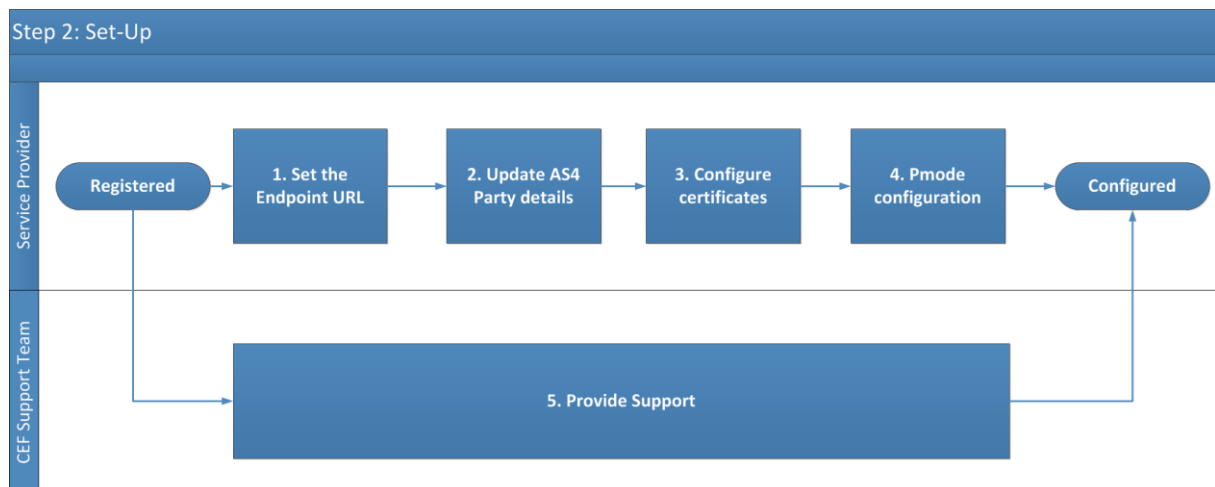 Step 2: Set-Up
Service Provider
Registered
1. Set the
Endpoint URL
2. Update AS4
Party details
3. Configure
certificates
4. Pmode
configuration
Configured
CEF Support Team
5. Provide Support